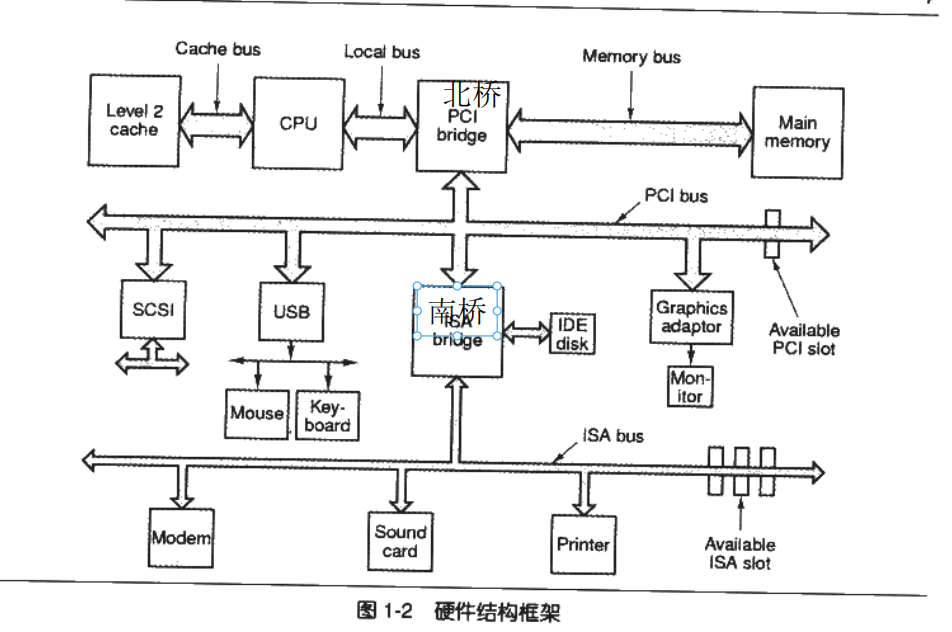 Cache bus
Local bus
Memory bus
Level 2
cache
CPU
北桥
PCI
bridge
Main
memory
PCI bus
SCSI
USB
南桥
ISA
bridge
IDE
disk
Graphics
adaptor
Available
PCI slot
Mouse
Key-
board
Mon-
itor
ISA bus
Modem
Sound
card
Printer
Available
ISA slot
图 1-2 硬件结构框架